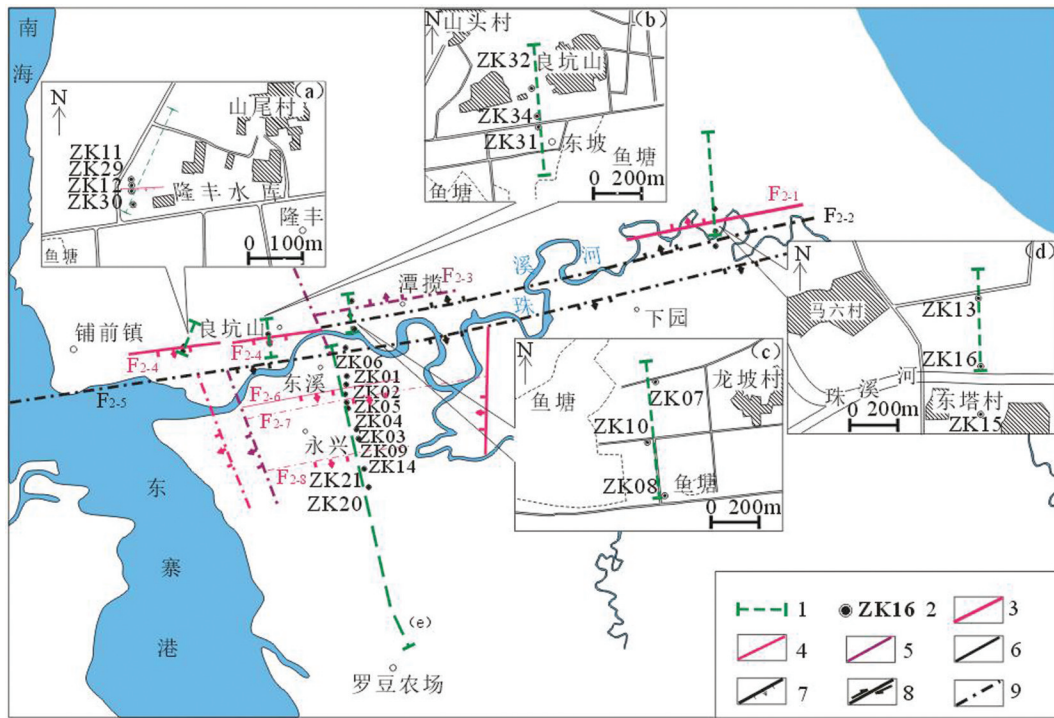 南
海
(a)
N
山尾村
ZK11
ZK29
ZK12
ZK30
隆丰水库
隆丰
鱼塘
0 100m
(b)
N
山头村
ZK32
良坑山
ZK34
ZK31
东坡
鱼塘
鱼塘
0 200m
F2-1
F2-2
(d)
N
马六村
ZK13
ZK16
珠溪河
东塔村
0 200m
ZK15
溪 河
珠
潭揽
F2-3
下园
铺前镇
良坑山
F2-4
F2-4
F2-5
东溪
F2-6
F2-7
永兴
F2-8
ZK06
ZK01
ZK02
ZK05
ZK04
ZK03
ZK09
ZK14
ZK21
ZK20
(c)
N
鱼塘
龙坡村
ZK07
ZK10
ZK08
鱼塘
0 200m
东
寨
港
(e)
罗豆农场
1
ZK16 2
3
4
5
6
7
8
9